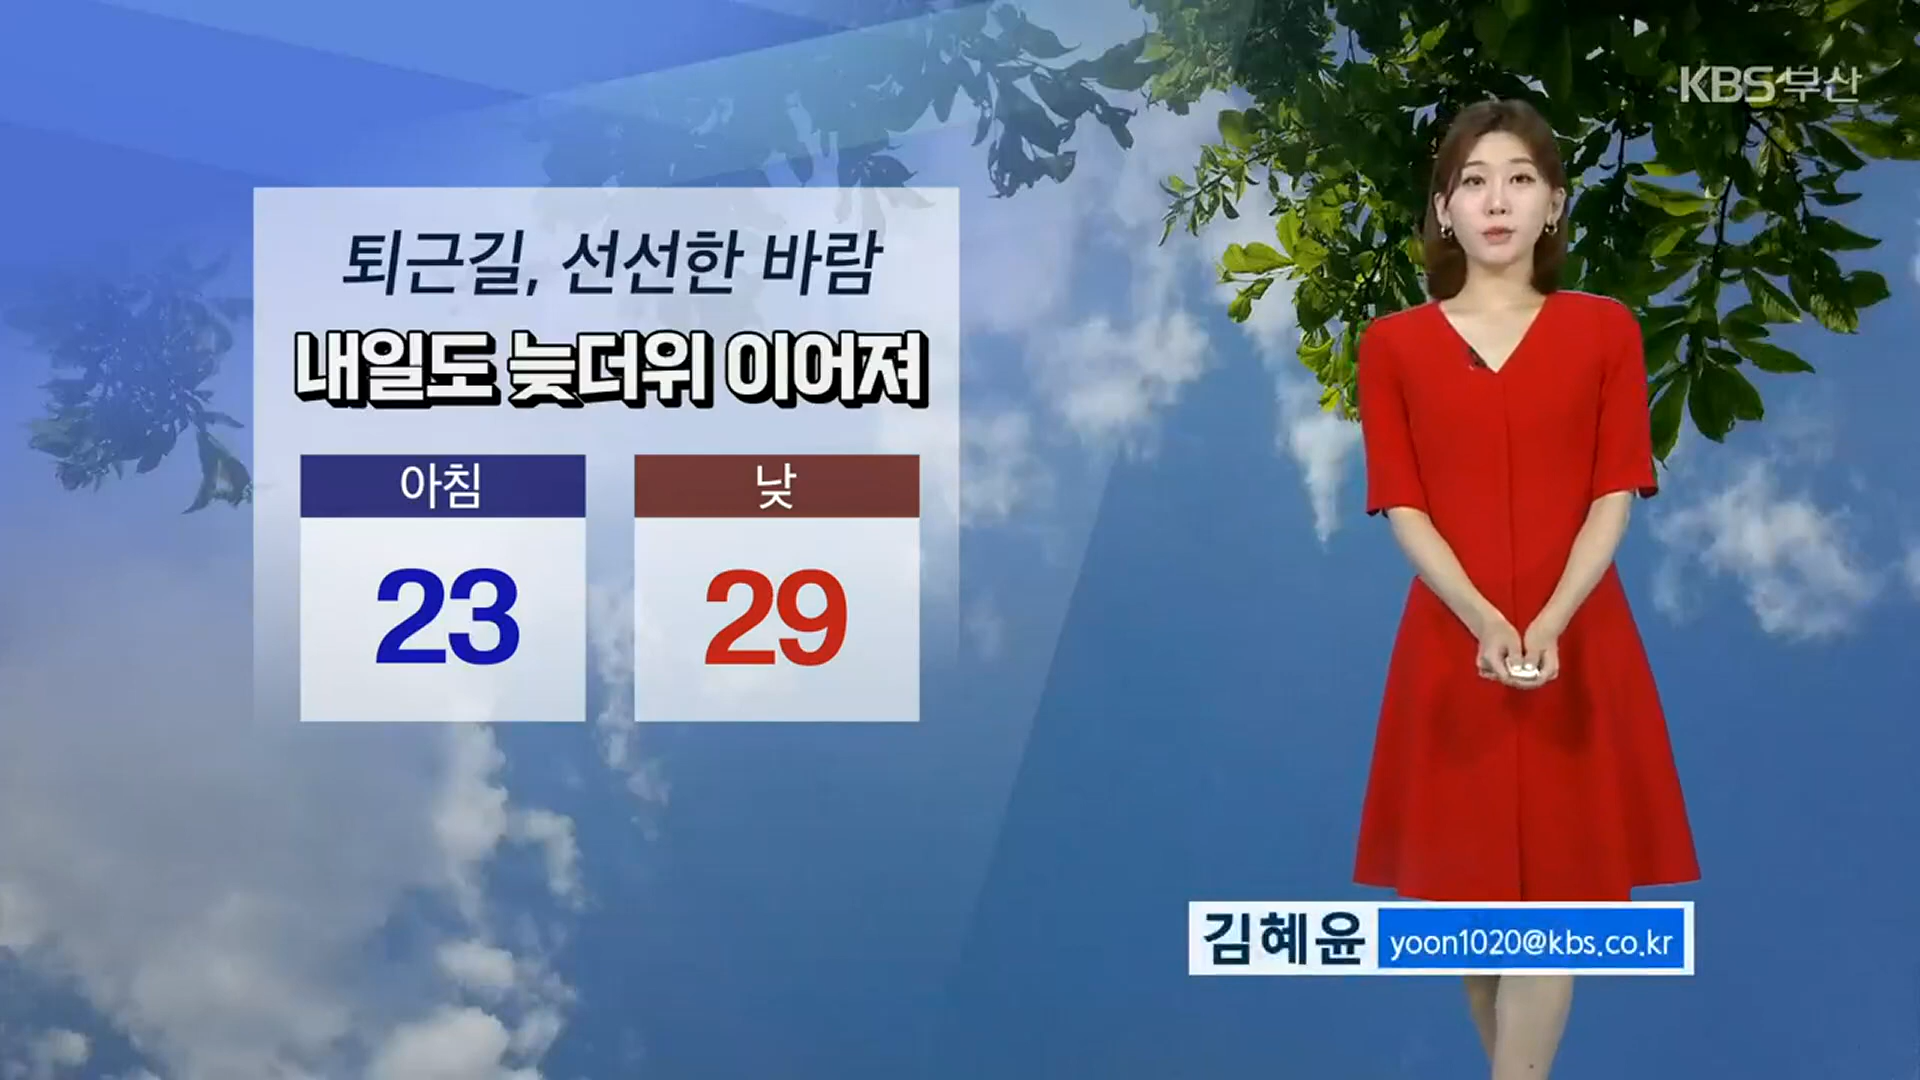 KBS부산
퇴근길, 선선한 바람
내일도 늦더위 이어져
아침
낮
23
29
김혜윤
yoon1020@kbs.co.kr